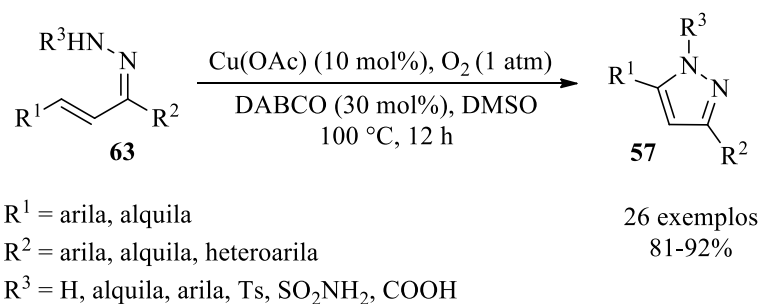 R³HN
N
R¹
R²
63
Cu(OAc) (10 mol%), O₂ (1 atm)
DABCO (30 mol%), DMSO
100 °C, 12 h
R³
R¹
N
N
R²
57
R¹ = arila, alquila
R² = arila, alquila, heteroarila
R³ = H, alquila, arila, Ts, SO₂NH₂, COOH
26 exemplos
81-92%